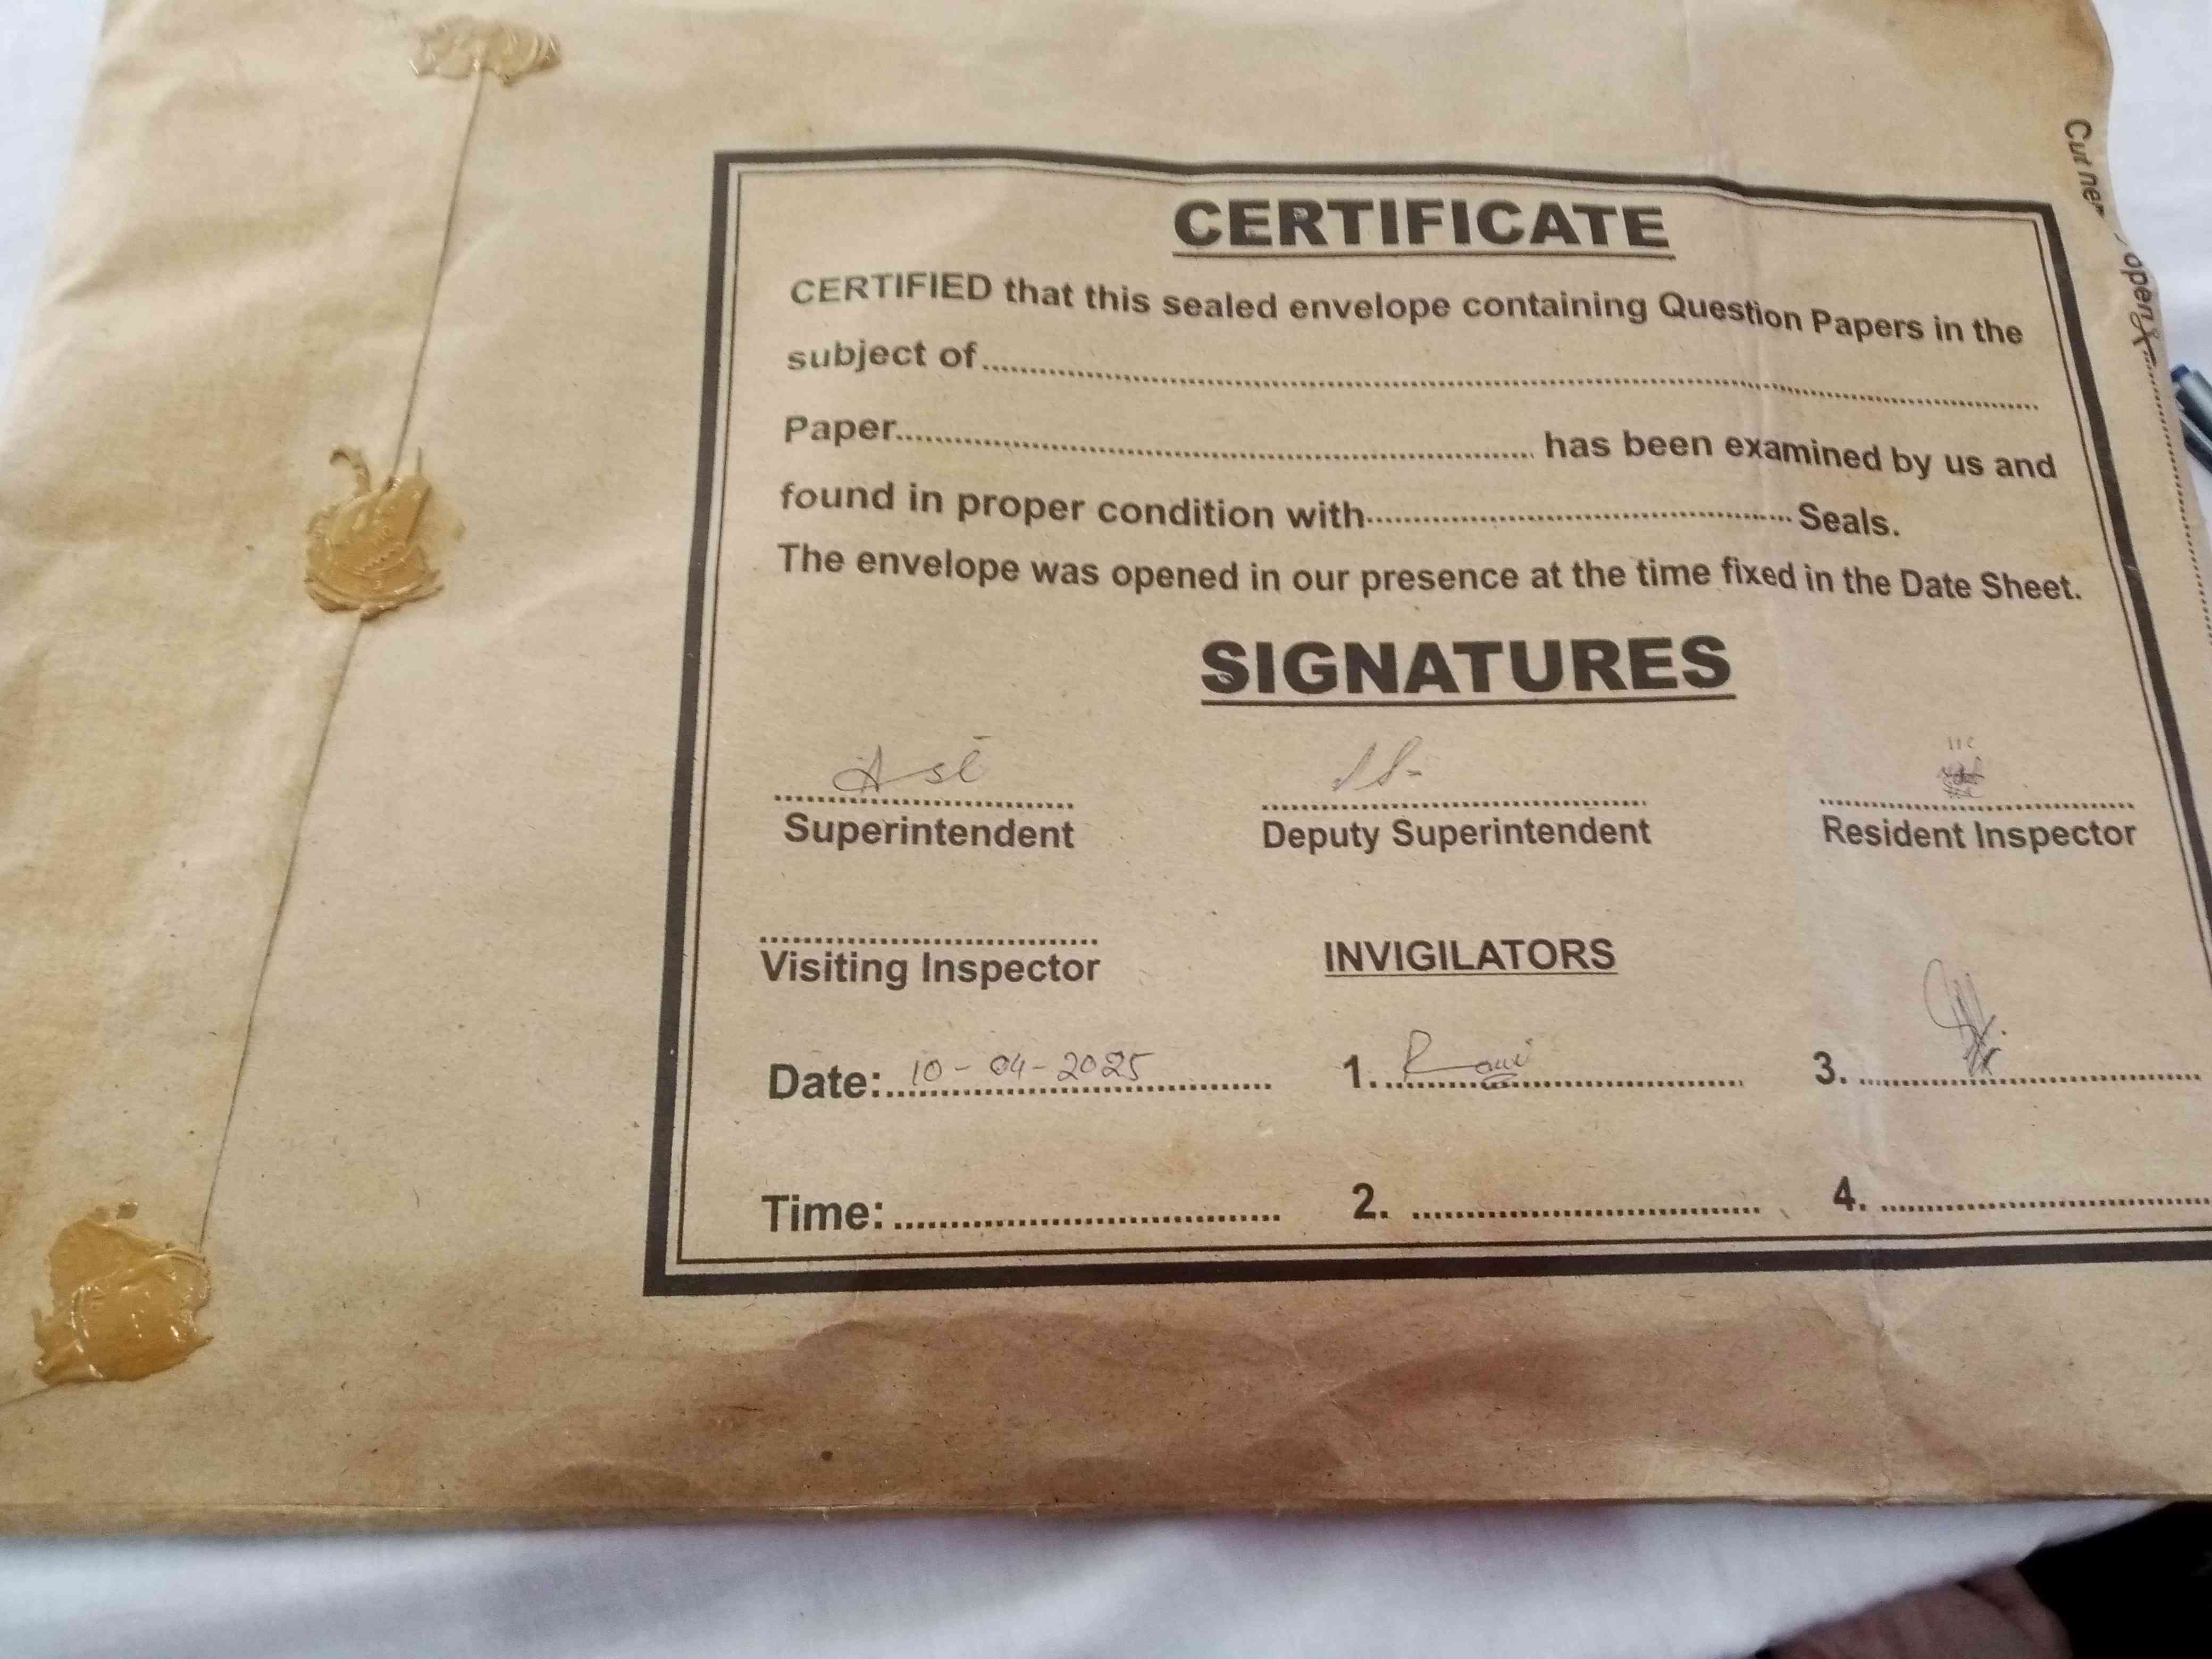 CERTIFICATE
CERTIFIED that this sealed envelope containing Question Papers in the
subject of
Paper has been examined by us and
found in proper condition with Seals.
The envelope was opened in our presence at the time fixed in the Date Sheet.
SIGNATURES
Superintendent Deputy Superintendent Resident Inspector
Visiting Inspector INVIGILATORS
Date: 10-04-2025 1. 3.
Time: 2. 4.
Cut open